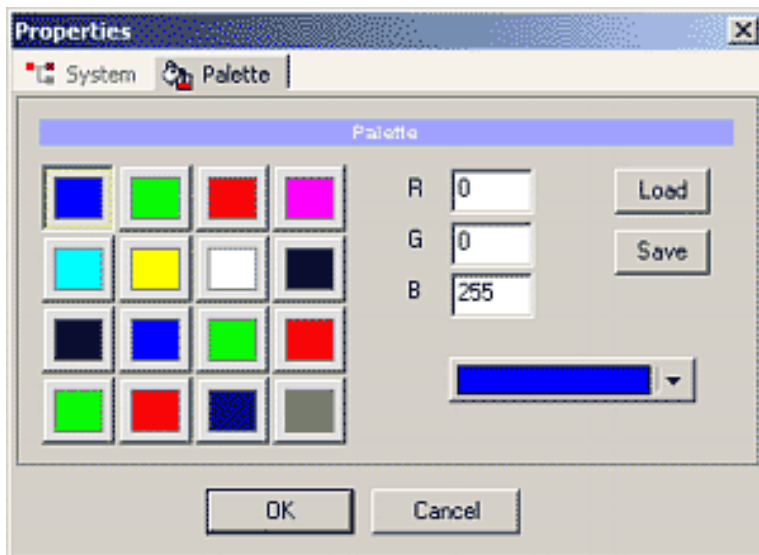 Properties
System Palette
Palette
R 0 Load
G 0 Save
B 255
OK Cancel